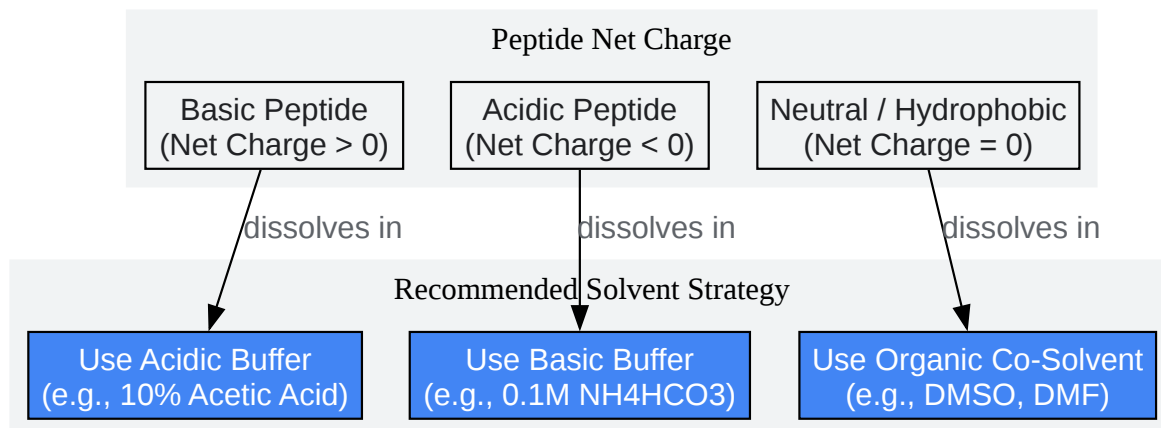 Peptide Net Charge
Basic Peptide
(Net Charge > 0)
Acidic Peptide
(Net Charge < 0)
Neutral / Hydrophobic
(Net Charge = 0)
dissolves in
dissolves in
dissolves in
Recommended Solvent Strategy
Use Acidic Buffer
(e.g., 10% Acetic Acid)
Use Basic Buffer
(e.g., 0.1M NH4HCO3)
Use Organic Co-Solvent
(e.g., DMSO, DMF)